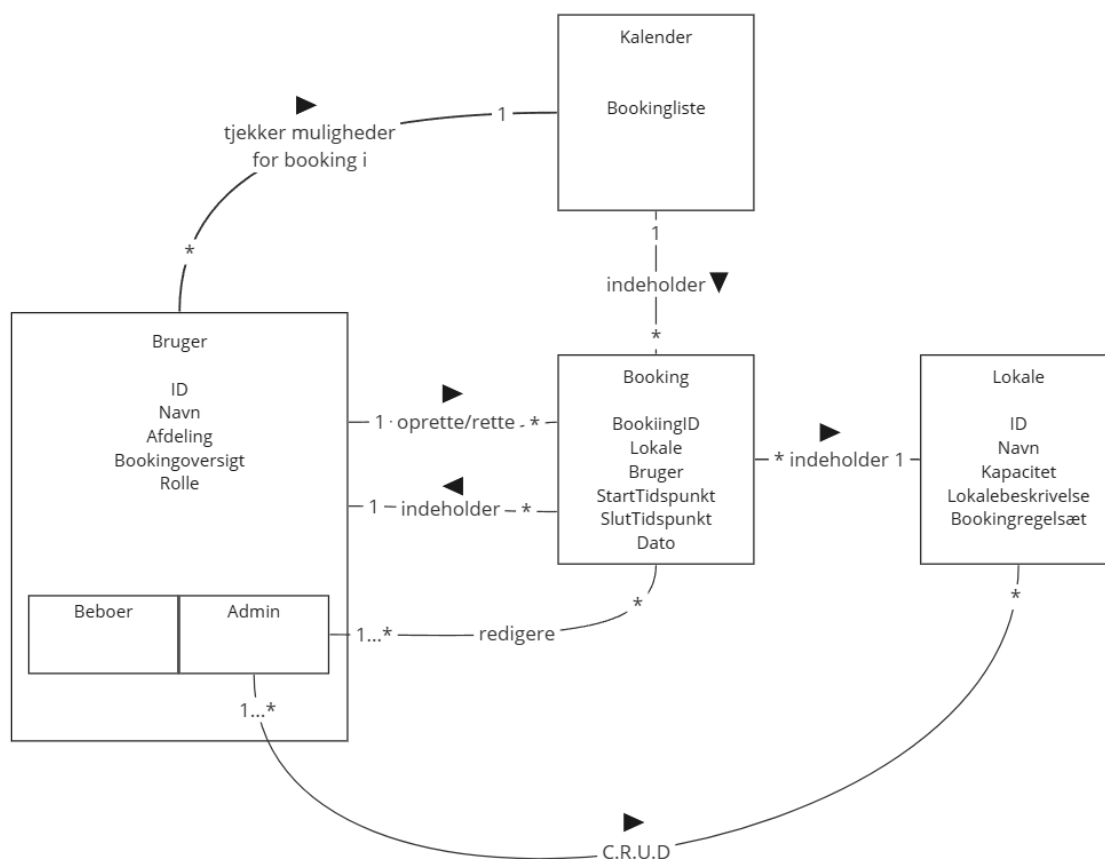 Kalender
Bookingliste
1
tjekker muligheder
for booking i
*
1
indeholder
*
Bruger
ID
Navn
Afdeling
Bookingoversigt
Rolle
Beboer
Admin
1 oprette/rette *
1 indeholder *
Booking
BookiingID
Lokale
Bruger
StartTidspunkt
SlutTidspunkt
Dato
* indeholder 1
Lokale
ID
Navn
Kapacitet
Lokalebeskrivelse
Bookingregelsæt
*
1...* redigere
*
1...*
C.R.U.D